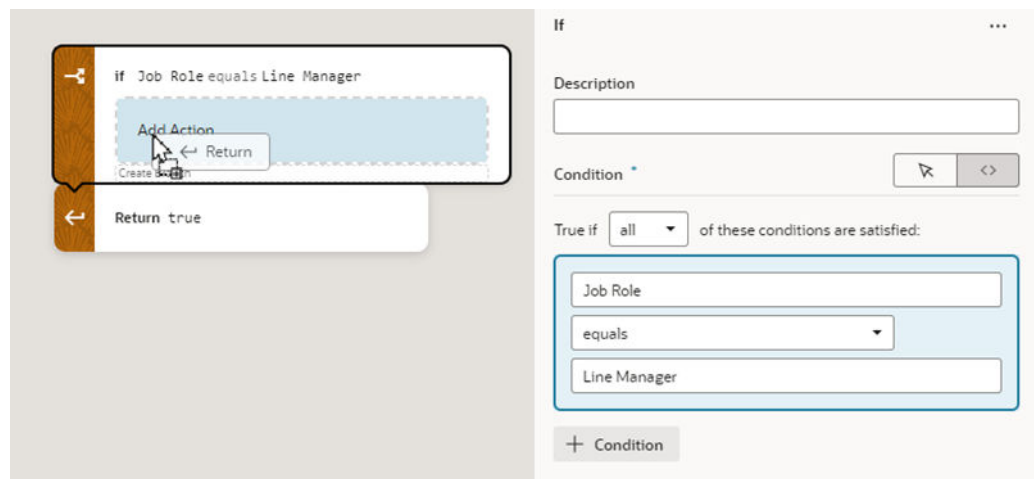 if Job Role equals Line Manager
Add Action
Return
Create
Return true
If
Description
Condition *
True if all of these conditions are satisfied:
Job Role
equals
Line Manager
+ Condition